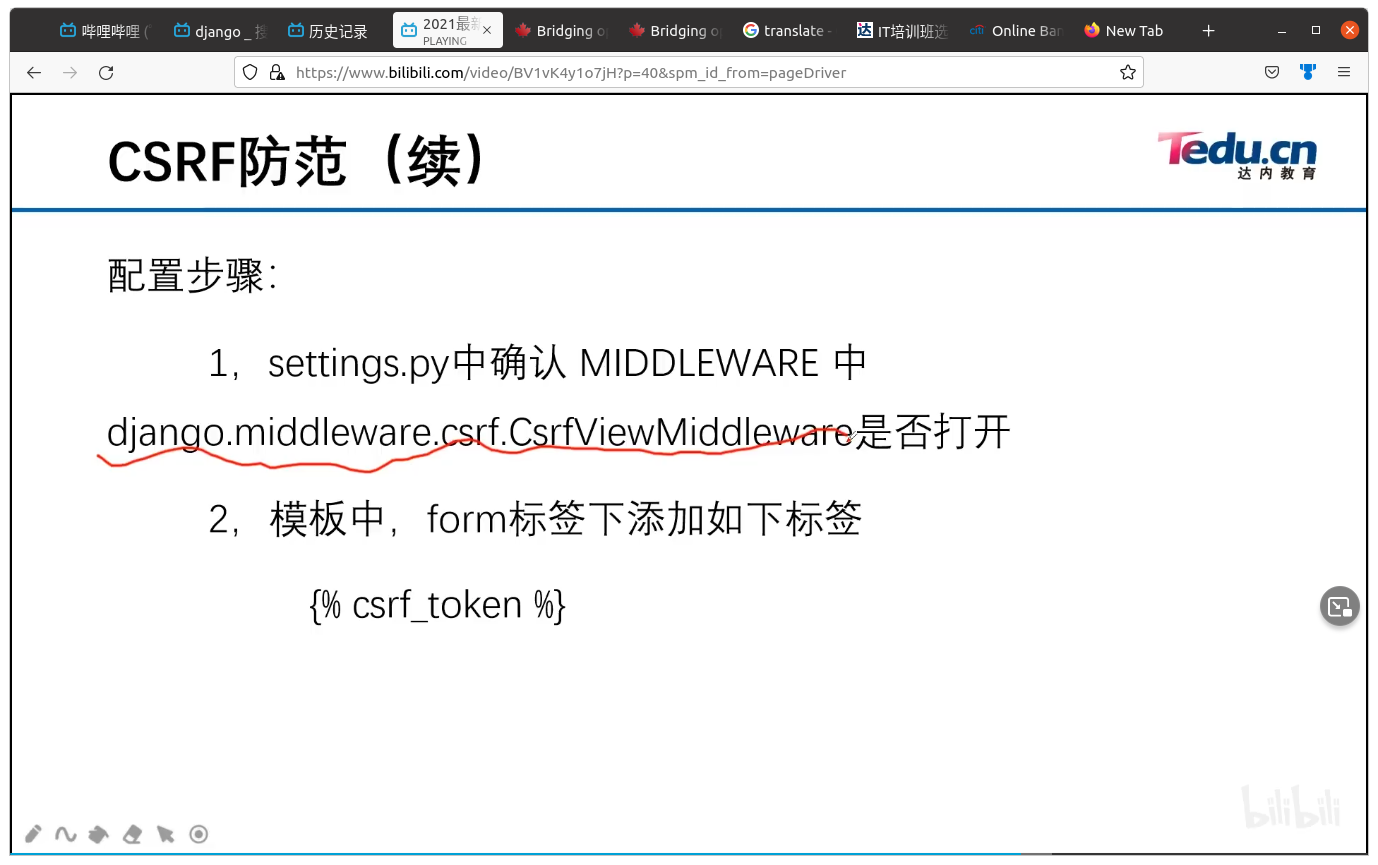 哔哩哔哩 (
django _ 搜
历史记录
2021最新
PLAYING
Bridging o
Bridging o
translate -
IT培训班选
citi Online Ban
New Tab
https://www.bilibili.com/video/BV1vK4y1o7jH?p=40&spm_id_from=pageDriver
CSRF防范（续）
Tedu.cn
达内教育
配置步骤：
1，settings.py中确认 MIDDLEWARE 中
django.middleware.csrf.CsrfViewMiddleware是否打开
2，模板中，form标签下添加如下标签
{% csrf_token %}
bilibili